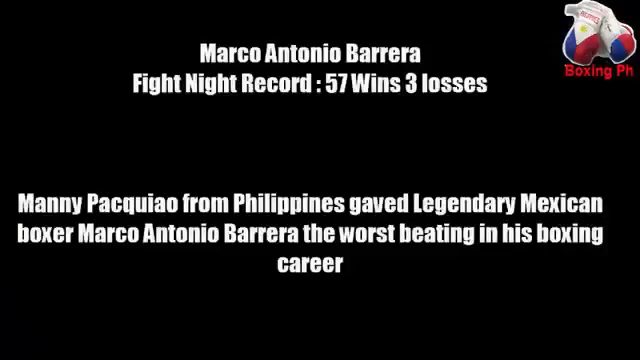 Marco Antonio Barrera
Fight Night Record : 57 Wins 3 losses
Boxing Ph
Manny Pacquiao from Philippines gaved Legendary Mexican
boxer Marco Antonio Barrera the worst beating in his boxing
career